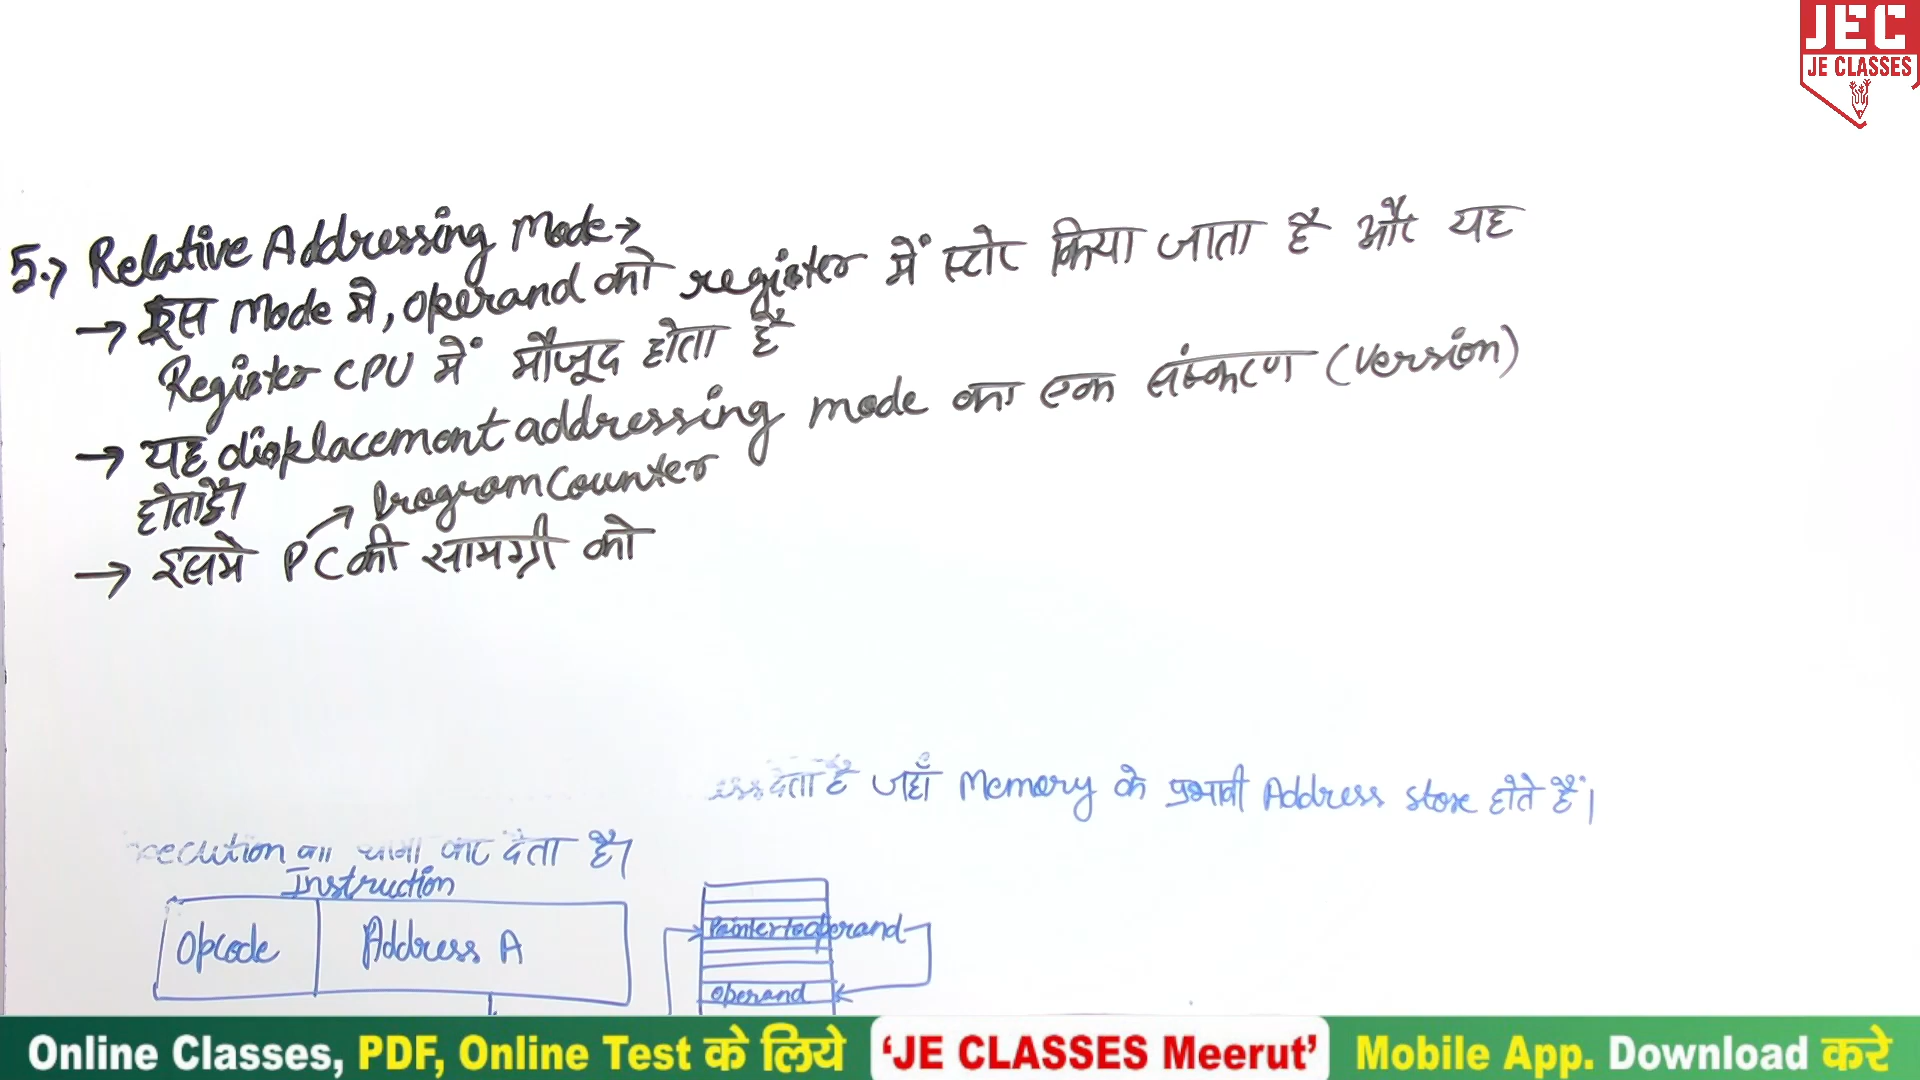 JEC
JE CLASSES
5.→ Relative Addressing Mode→
→ इस Mode मे, operand को register में स्टोर किया जाता है और यह
Register CPU में मौजूद होता है
→ यह displacement addressing mode का एक संस्करण (version)
होता है।
→ Program Counter
→ इसमे PC की सामग्री को
देता है जहाँ Memory के प्रभावी Address store होते हैं।
कर देता है।
Instruction
Opcode Address A
Pointer to operand
Operand
Online Classes, PDF, Online Test के लिये 'JE CLASSES Meerut' Mobile App. Download करे